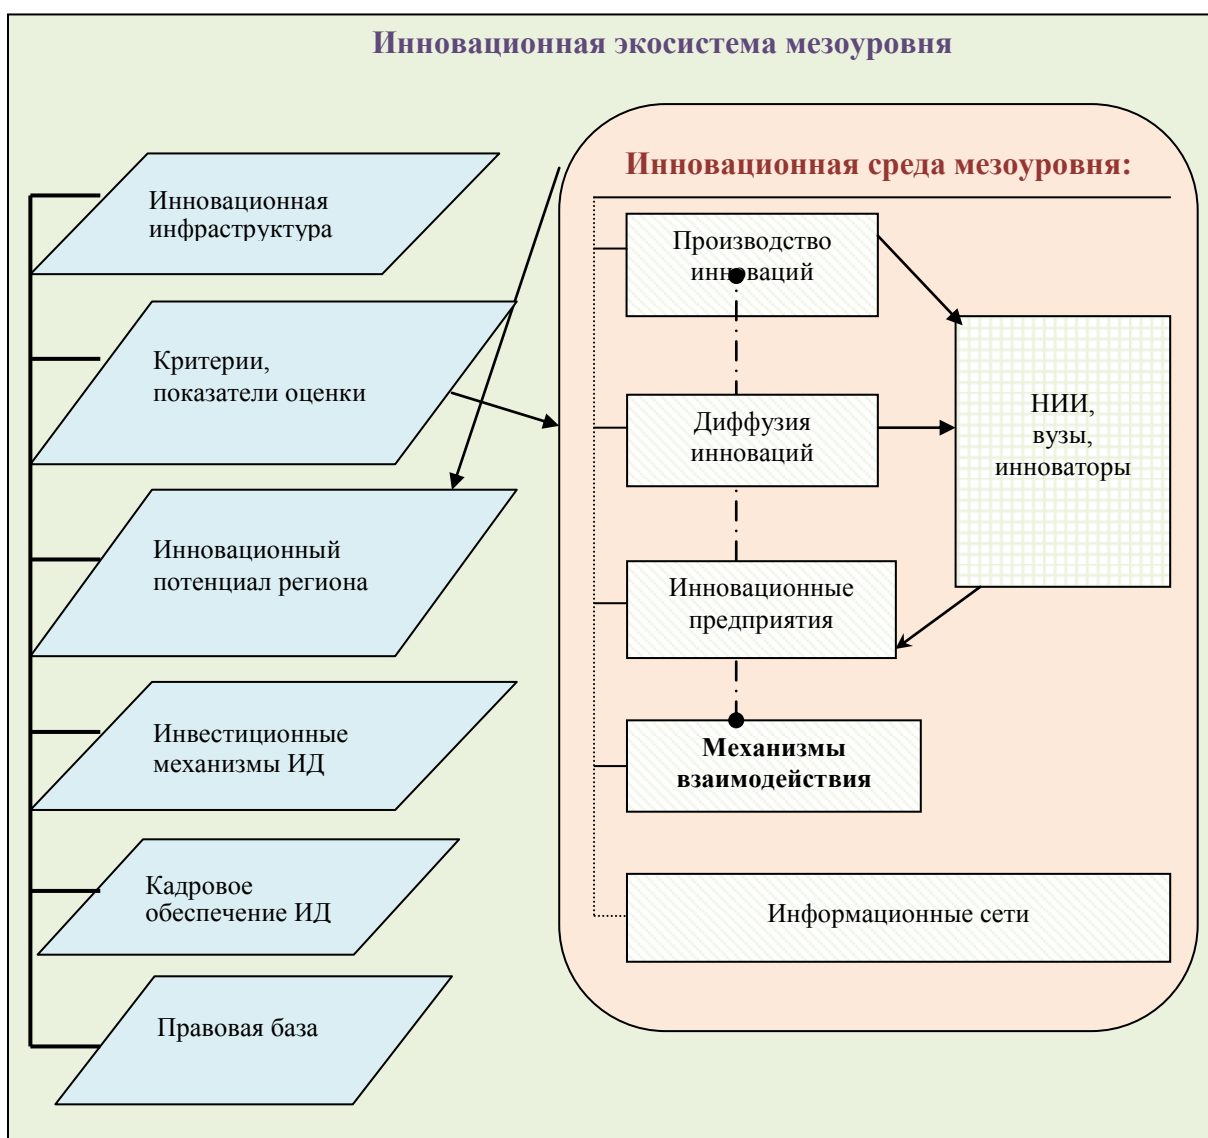 Инновационная экосистема мезоуровня
Инновационная
инфраструктура
Критерии,
показатели оценки
Инновационный
потенциал региона
Инвестиционные
механизмы ИД
Кадровое
обеспечение ИД
Правовая база
Инновационная среда мезоуровня:
Производство
инноваций
Диффузия
инноваций
Инновационные
предприятия
Механизмы
взаимодействия
Информационные сети
НИИ,
вузы,
инноваторы